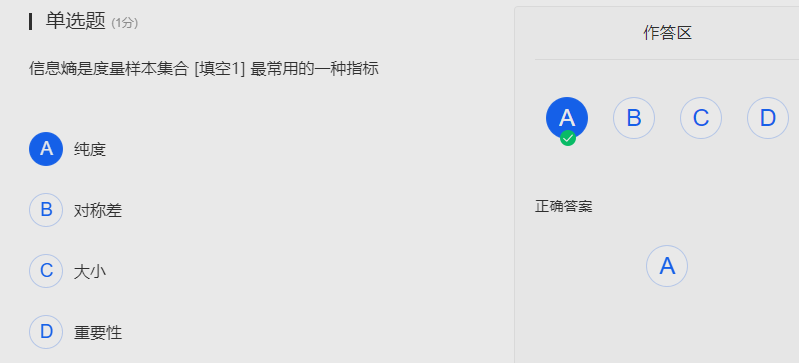 单选题 (1分)
信息熵是度量样本集合 [填空1] 最常用的一种指标
A 纯度
B 对称差
C 大小
D 重要性
作答区
A B C D
正确答案
A